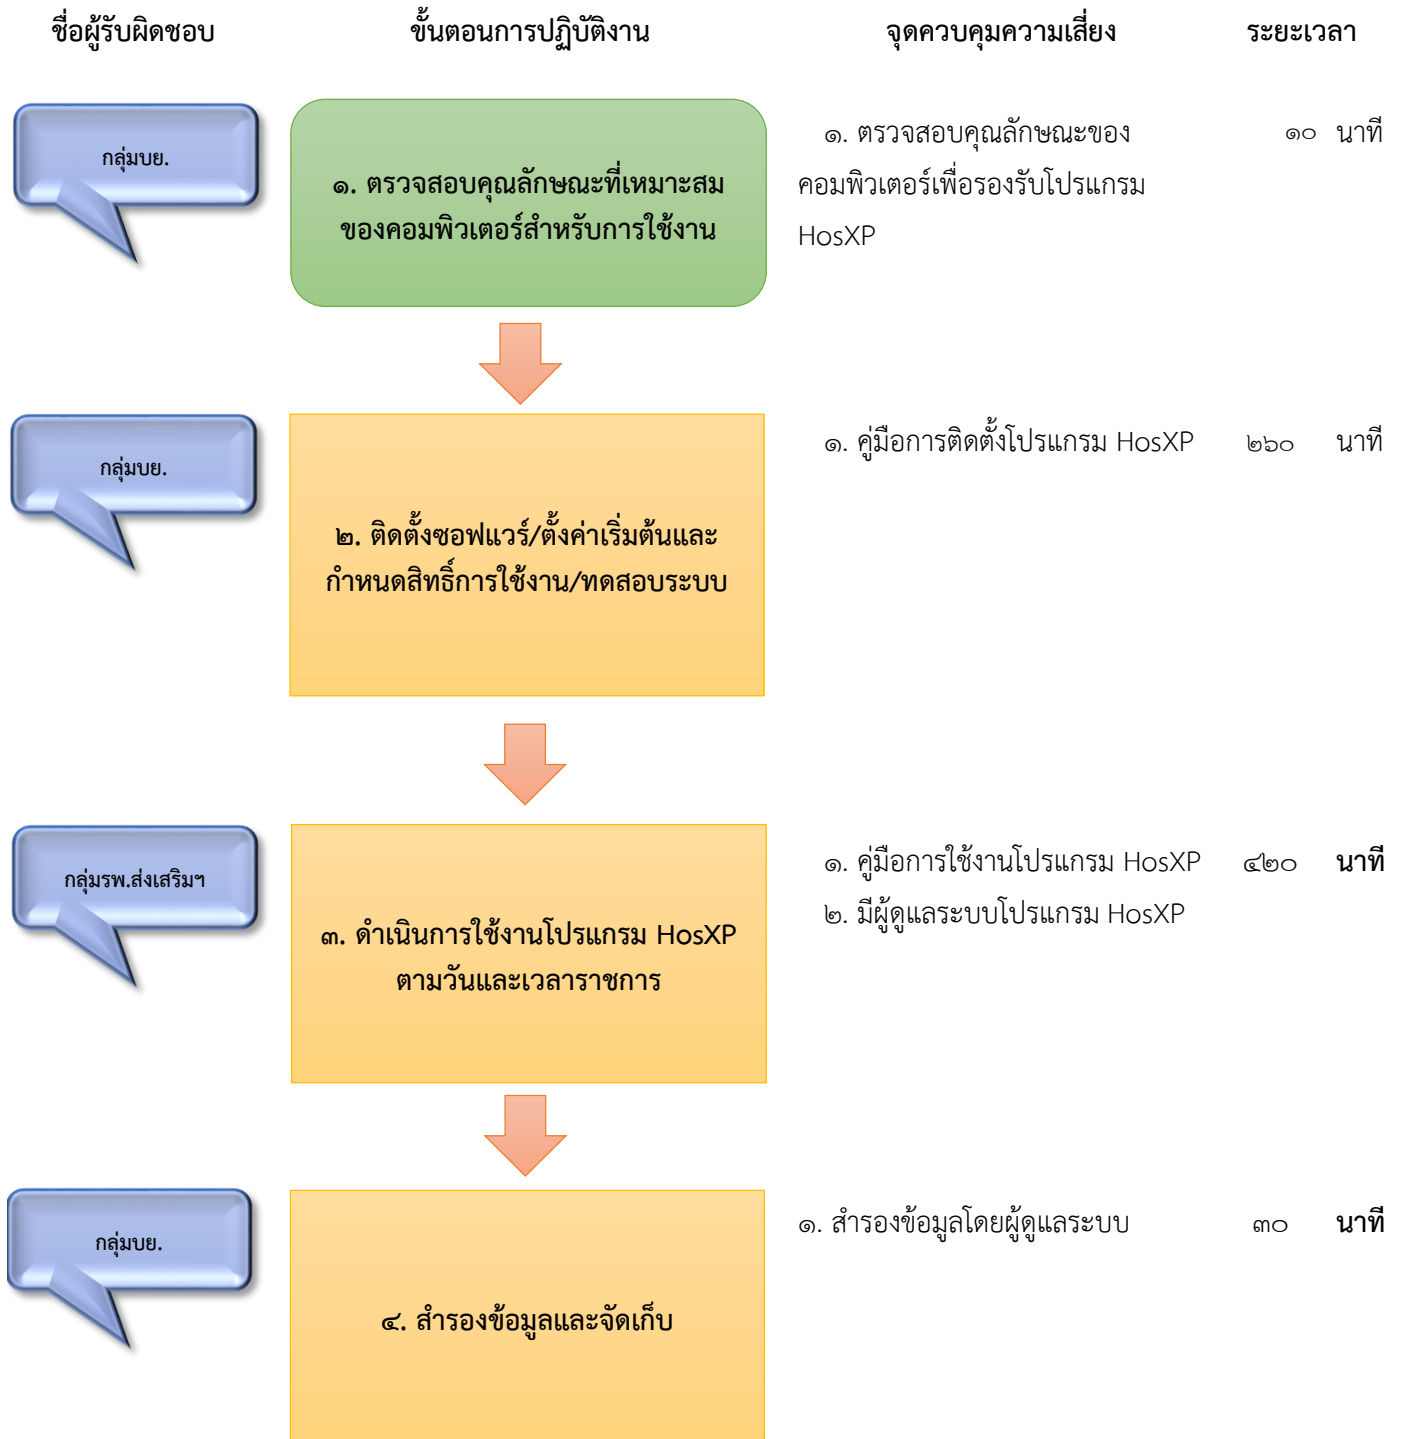 ชื่อผู้รับผิดชอบ ขั้นตอนการปฏิบัติงาน จุดควบคุมความเสี่ยง ระยะเวลา
กลุ่มบย.
๑. ตรวจสอบคุณลักษณะที่เหมาะสม
ของคอมพิวเตอร์สำหรับการใช้งาน
๑. ตรวจสอบคุณลักษณะของ
คอมพิวเตอร์เพื่อรองรับโปรแกรม
HosXP
๑๐ นาที
กลุ่มบย.
๒. ติดตั้งซอฟแวร์/ตั้งค่าเริ่มต้นและ
กำหนดสิทธิ์การใช้งาน/ทดสอบระบบ
๑. คู่มือการติดตั้งโปรแกรม HosXP
๒๖๐ นาที
กลุ่มรพ.ส่งเสริมฯ
๓. ดำเนินการใช้งานโปรแกรม HosXP
ตามวันและเวลาราชการ
๑. คู่มือการใช้งานโปรแกรม HosXP
๒. มีผู้ดูแลระบบโปรแกรม HosXP
๔๒๐ นาที
กลุ่มบย.
๔. สำรองข้อมูลและจัดเก็บ
๑. สำรองข้อมูลโดยผู้ดูแลระบบ
๓๐ นาที